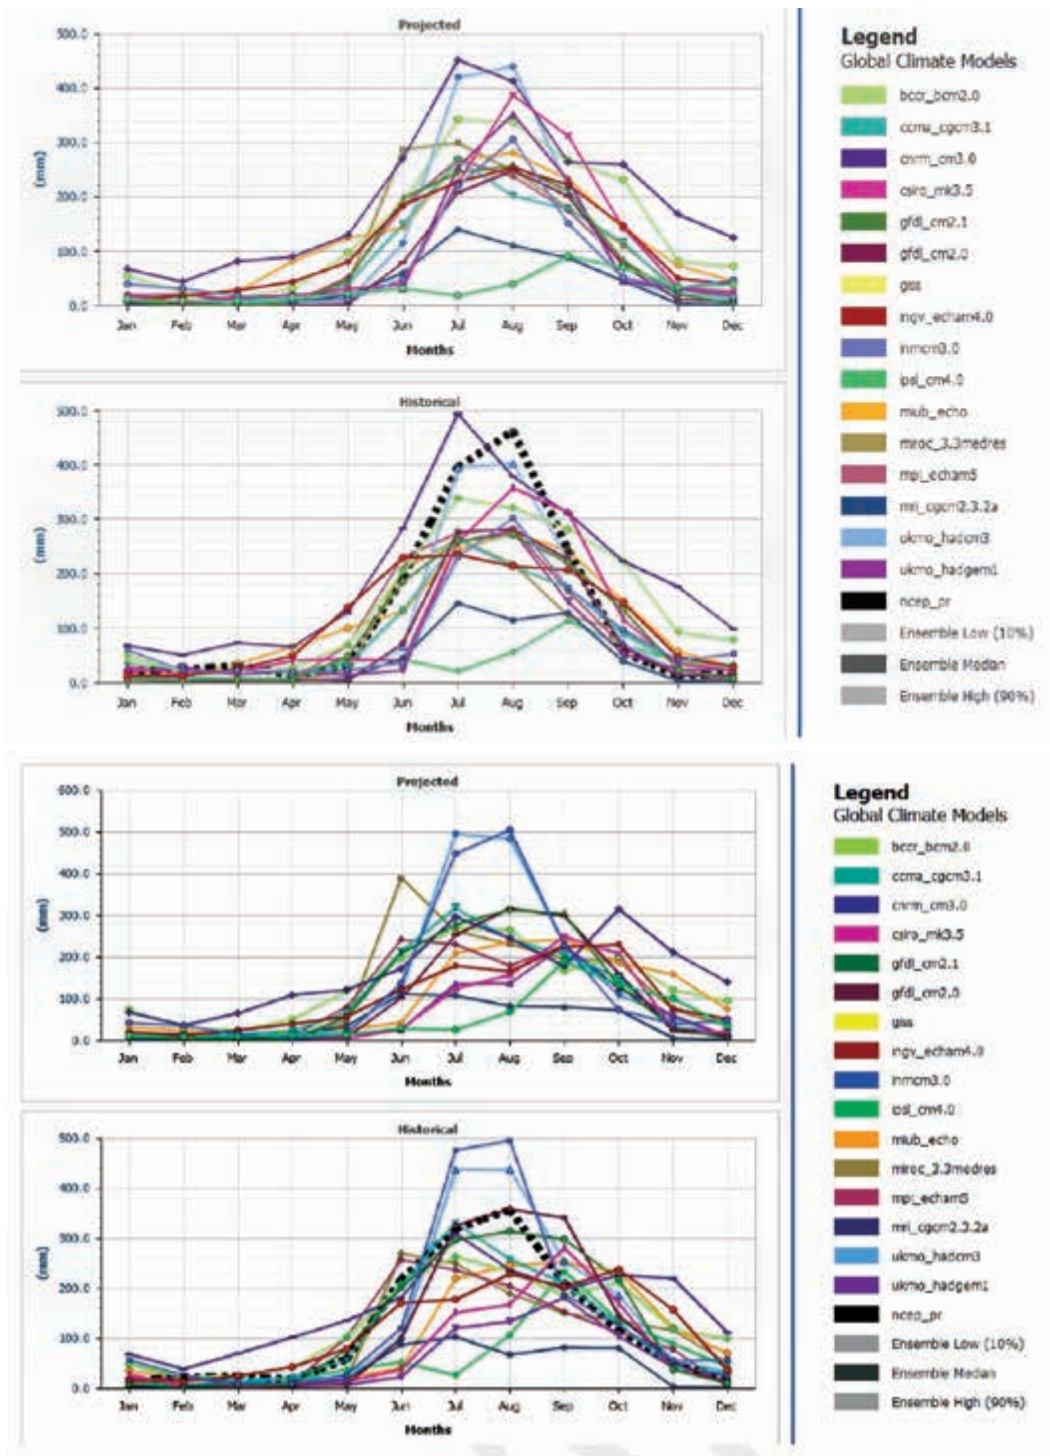 Projected
500.0
400.0
300.0
200.0
100.0
0.0
(mm)
Jan Feb Mar Apr May Jun Jul Aug Sep Oct Nov Dec
Months
Historical
500.0
400.0
300.0
200.0
100.0
0.0
(mm)
Jan Feb Mar Apr May Jun Jul Aug Sep Oct Nov Dec
Months
Legend
Global Climate Models
bccr_bcm2.0
ccma_cgcm3.1
cnrm_cm3.0
csiro_mk3.5
gfdl_cm2.1
gfdl_cm2.0
giss
ingv_echam4.0
inmcm3.0
ipsl_cm4.0
miub_echo
miroc_3.3medres
mpi_echam5
mri_cgcm2.3.2a
ukmo_hadcm3
ukmo_hadgem1
ncep_pr
Ensemble Low (10%)
Ensemble Median
Ensemble High (90%)
Projected
600.0
500.0
400.0
300.0
200.0
100.0
0.0
(mm)
Jan Feb Mar Apr May Jun Jul Aug Sep Oct Nov Dec
Months
Historical
500.0
400.0
300.0
200.0
100.0
0.0
(mm)
Jan Feb Mar Apr May Jun Jul Aug Sep Oct Nov Dec
Months
Legend
Global Climate Models
bccr_bcm2.0
ccma_cgcm3.1
cnrm_cm3.0
csiro_mk3.5
gfdl_cm2.1
gfdl_cm2.0
giss
ingv_echam4.0
inmcm3.0
ipsl_cm4.0
miub_echo
miroc_3.3medres
mpi_echam5
mri_cgcm2.3.2a
ukmo_hadcm3
ukmo_hadgem1
ncep_pr
Ensemble Low (10%)
Ensemble Median
Ensemble High (90%)